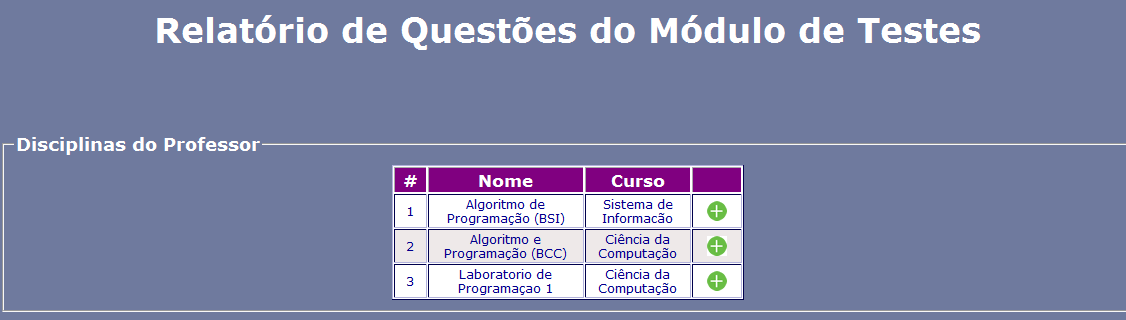 Relatório de Questões do Módulo de Testes
Disciplinas do Professor
# Nome Curso
1 Algoritmo de Programação (BSI) Sistema de Informacão
2 Algoritmo e Programação (BCC) Ciência da Computação
3 Laboratorio de Programaçao 1 Ciência da Computação